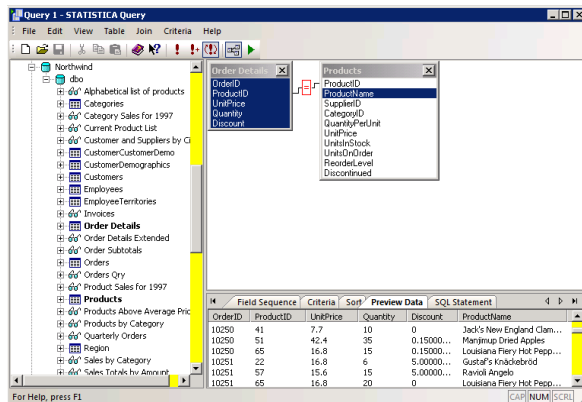 Query 1 - STATISTICA Query
File Edit View Table Join Criteria Help
Northwind
dbo
Alphabetical list of products
Categories
Category Sales for 1997
Current Product List
Customer and Suppliers by Ci
CustomerCustomerDemo
CustomerDemographics
Customers
Employees
EmployeeTerritories
Invoices
Order Details
Order Details Extended
Order Subtotals
Orders
Orders Qry
Product Sales for 1997
Products
Products Above Average Pric
Products by Category
Quarterly Orders
Region
Sales by Category
Sales Totals by Amount
Order Details
OrderID
ProductID
UnitPrice
Quantity
Discount
=
Products
ProductID
ProductName
SupplierID
CategoryID
QuantityPerUnit
UnitPrice
UnitsInStock
UnitsOnOrder
ReorderLevel
Discontinued
Field Sequence Criteria Sort Preview Data SQL Statement
OrderID ProductID UnitPrice Quantity Discount ProductName
10250 41 7.7 10 0 Jack's New England Clam...
10250 51 42.4 35 0.15000... Manjimup Dried Apples
10250 65 16.8 15 0.15000... Louisiana Fiery Hot Pepp...
10251 22 16.8 6 5.00000... Gustaf's Knäckebröd
10251 57 15.6 15 5.00000... Ravioli Angelo
10251 65 16.8 20 0 Louisiana Fiery Hot Pepp...
For Help, press F1
CAP NUM SCRL